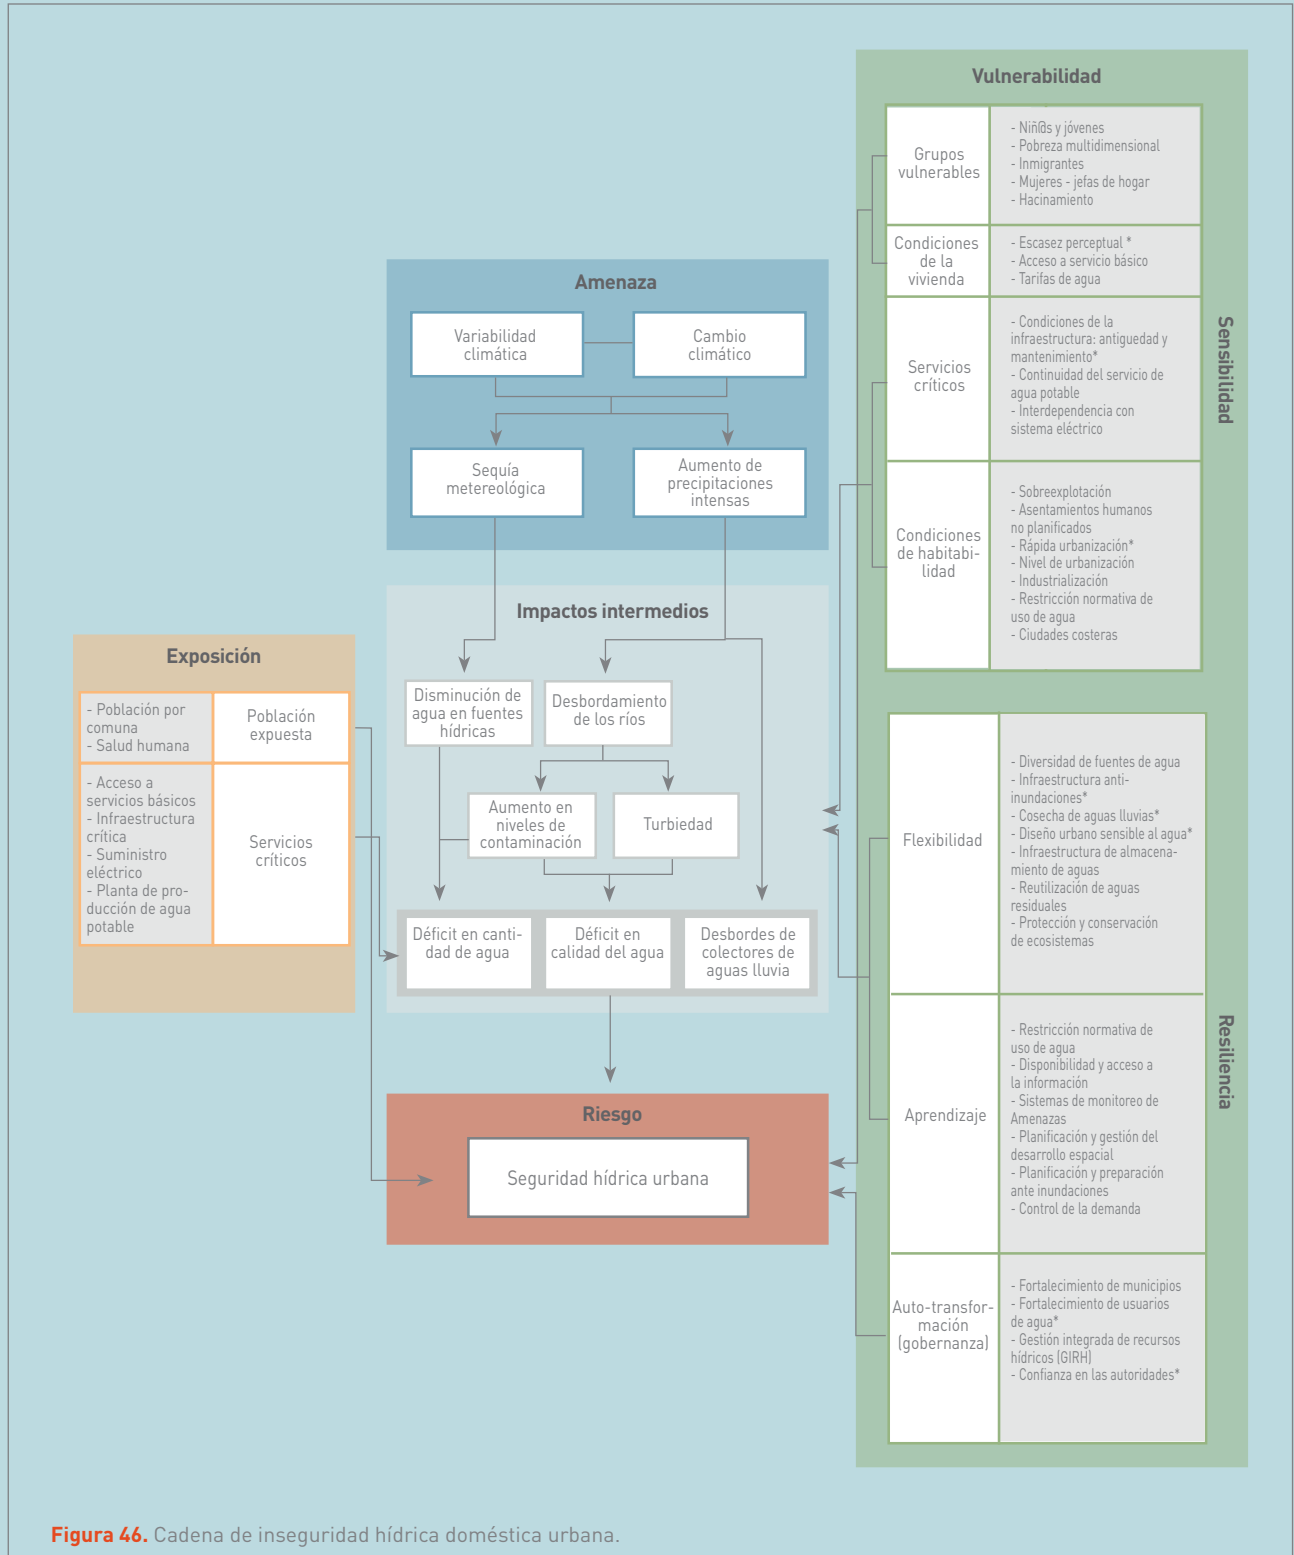 Vulnerabilidad
Grupos
vulnerables
- Niñ@s y jóvenes
- Pobreza multidimensional
- Inmigrantes
- Mujeres - jefas de hogar
- Hacinamiento
Condiciones
de la
vivienda
- Escasez perceptual *
- Acceso a servicio básico
- Tarifas de agua
Servicios
críticos
- Condiciones de la
infraestructura: antiguedad y
mantenimiento*
- Continuidad del servicio de
agua potable
- Interdependencia con
sistema eléctrico
Condiciones
de habitabi-
lidad
- Sobreexplotación
- Asentamientos humanos
no planificados
- Rápida urbanización*
- Nivel de urbanización
- Industrialización
- Restricción normativa de
uso de agua
- Ciudades costeras
Sensibilidad
Amenaza
Variabilidad
climática
Cambio
climático
Sequía
metereológica
Aumento de
precipitaciones
intensas
Impactos intermedios
Disminución de
agua en fuentes
hídricas
Desbordamiento
de los ríos
Aumento en
niveles de
contaminación
Turbiedad
Déficit en canti-
dad de agua
Déficit en
calidad del agua
Desbordes de
colectores de
aguas lluvia
Exposición
- Población por
comuna
- Salud humana
Población
expuesta
- Acceso a
servicios básicos
- Infraestructura
crítica
- Suministro
eléctrico
- Planta de pro-
ducción de agua
potable
Servicios
críticos
Riesgo
Seguridad hídrica urbana
Flexibilidad
- Diversidad de fuentes de agua
- Infraestructura anti-
inundaciones*
- Cosecha de aguas lluvias*
- Diseño urbano sensible al agua*
- Infraestructura de almacena-
miento de aguas
- Reutilización de aguas
residuales
- Protección y conservación
de ecosistemas
Aprendizaje
- Restricción normativa de
uso de agua
- Disponibilidad y acceso a
la información
- Sistemas de monitoreo de
Amenazas
- Planificación y gestión del
desarrollo espacial
- Planificación y preparación
ante inundaciones
- Control de la demanda
Auto-transfor-
mación
(gobernanza)
- Fortalecimiento de municipios
- Fortalecimiento de usuarios
de agua*
- Gestión integrada de recursos
hídricos (GIRH)
- Confianza en las autoridades*
Resiliencia
Figura 46. Cadena de inseguridad hídrica doméstica urbana.